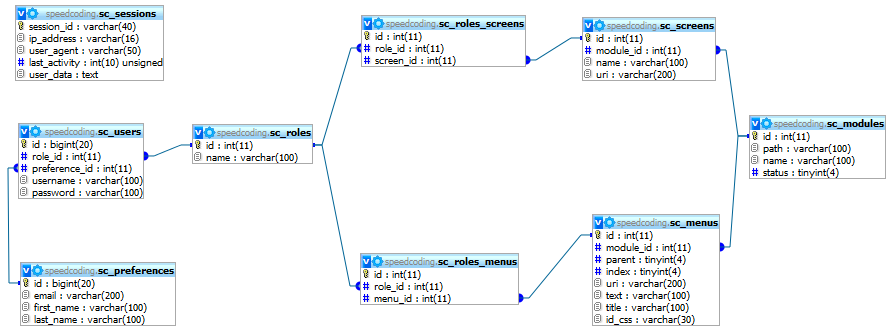 speedcoding.sc_sessions
session_id : varchar(40)
ip_address : varchar(16)
user_agent : varchar(50)
# last_activity : int(10) unsigned
user_data : text
speedcoding.sc_roles_screens
id : int(11)
# role_id : int(11)
# screen_id : int(11)
speedcoding.sc_screens
id : int(11)
# module_id : int(11)
name : varchar(100)
uri : varchar(200)
speedcoding.sc_users
id : bigint(20)
# role_id : int(11)
# preference_id : int(11)
username : varchar(100)
password : varchar(100)
speedcoding.sc_roles
id : int(11)
name : varchar(100)
speedcoding.sc_modules
id : int(11)
path : varchar(100)
name : varchar(100)
# status : tinyint(4)
speedcoding.sc_preferences
id : bigint(20)
email : varchar(200)
first_name : varchar(100)
last_name : varchar(100)
speedcoding.sc_roles_menus
id : int(11)
# role_id : int(11)
# menu_id : int(11)
speedcoding.sc_menus
id : int(11)
# module_id : int(11)
# parent : tinyint(4)
# index : tinyint(4)
uri : varchar(200)
text : varchar(100)
title : varchar(100)
id_css : varchar(30)